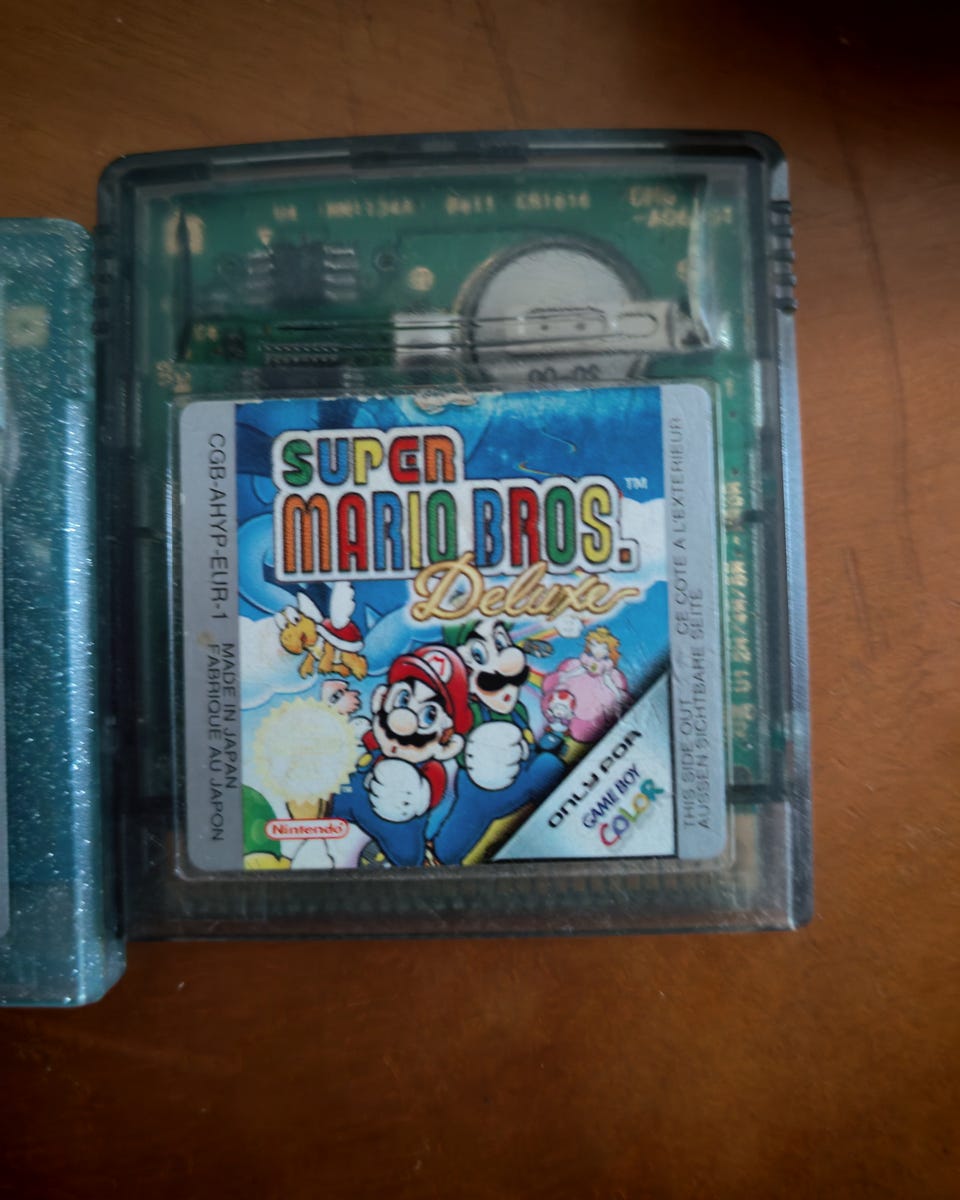 SUPER
MARIO BROS.™
Deluxe
CGB-AHYP-EUR-1
MADE IN JAPAN
FABRIQUÉ AU JAPON
Nintendo
ONLY FOR
GAME BOY
COLOR
THIS SIDE OUT CE COTE A L'EXTERIEUR
AUSSEN SICHTBARE SEITE